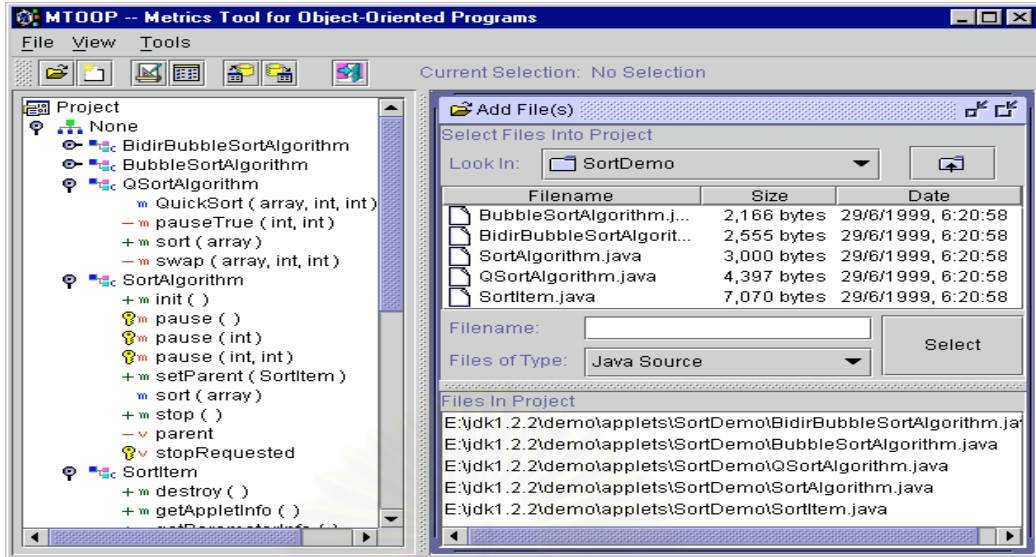 MTOOP -- Metrics Tool for Object-Oriented Programs
File View Tools
Current Selection: No Selection
Project
None
BidirBubbleSortAlgorithm
BubbleSortAlgorithm
QSortAlgorithm
m QuickSort ( array, int, int )
– m pauseTrue ( int, int )
+ m sort ( array )
– m swap ( array, int, int )
SortAlgorithm
+ m init ( )
m pause ( )
m pause ( int )
m pause ( int, int )
+ m setParent ( SortItem )
m sort ( array )
+ m stop ( )
– v parent
v stopRequested
SortItem
+ m destroy ( )
+ m getAppletInfo ( )
Add File(s)
Select Files Into Project
Look In: SortDemo
Filename Size Date
BubbleSortAlgorithm.j... 2,166 bytes 29/6/1999, 6:20:58
BidirBubbleSortAlgorit... 2,555 bytes 29/6/1999, 6:20:58
SortAlgorithm.java 3,000 bytes 29/6/1999, 6:20:58
QSortAlgorithm.java 4,397 bytes 29/6/1999, 6:20:58
SortItem.java 7,070 bytes 29/6/1999, 6:20:58
Filename:
Files of Type: Java Source
Select
Files In Project
E:\jdk1.2.2\demo\applets\SortDemo\BidirBubbleSortAlgorithm.ja
E:\jdk1.2.2\demo\applets\SortDemo\BubbleSortAlgorithm.java
E:\jdk1.2.2\demo\applets\SortDemo\QSortAlgorithm.java
E:\jdk1.2.2\demo\applets\SortDemo\SortAlgorithm.java
E:\jdk1.2.2\demo\applets\SortDemo\SortItem.java